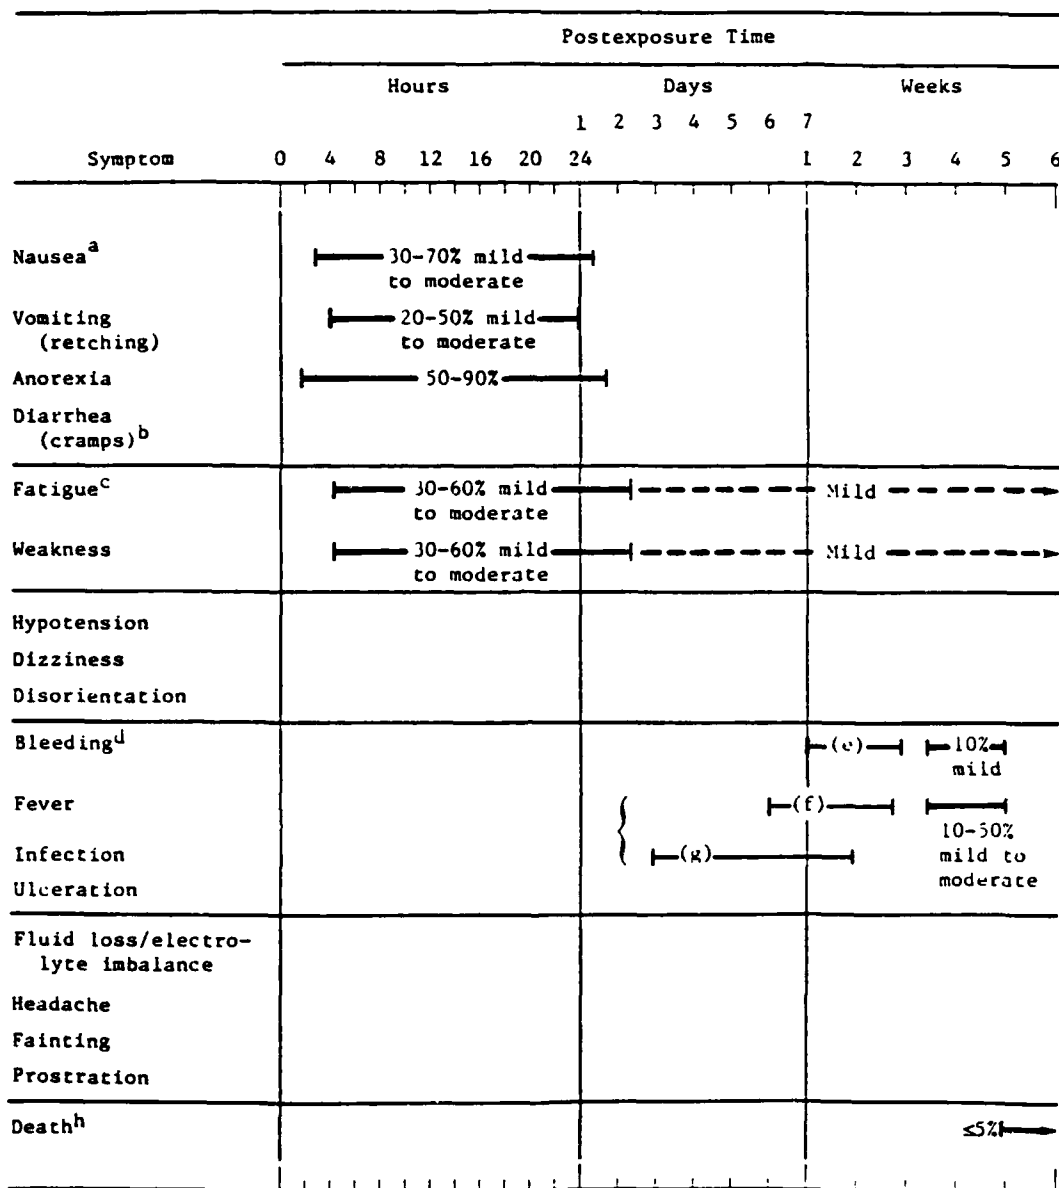 Postexposure Time
Hours Days Weeks
1 2 3 4 5 6 7
Symptom 0 4 8 12 16 20 24 1 2 3 4 5 6
Nausea^a 30-70% mild
to moderate
Vomiting 20-50% mild
(retching) to moderate
Anorexia 50-90%
Diarrhea
(cramps)^b
Fatigue^c 30-60% mild Mild
to moderate
Weakness 30-60% mild Mild
to moderate
Hypotension
Dizziness
Disorientation
Bleeding^d (e) 10%
mild
Fever (f)
10-50%
Infection (g) mild to
Ulceration moderate
Fluid loss/electro-
lyte imbalance
Headache
Fainting
Prostration
Death^h ≤5%